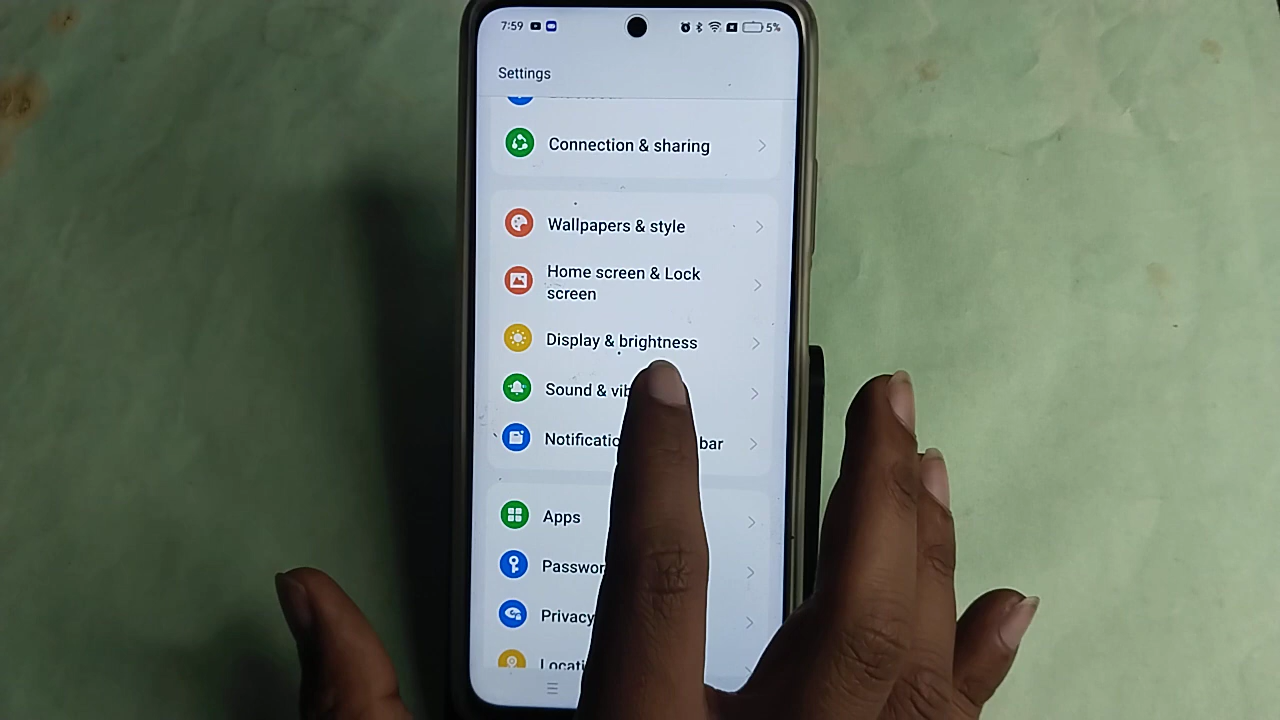 7:59 5%
Settings
Connection & sharing
Wallpapers & style
Home screen & Lock
screen
Display & brightness
Sound & vib
Notificatio bar
Apps
Passwor
Privacy
Locati